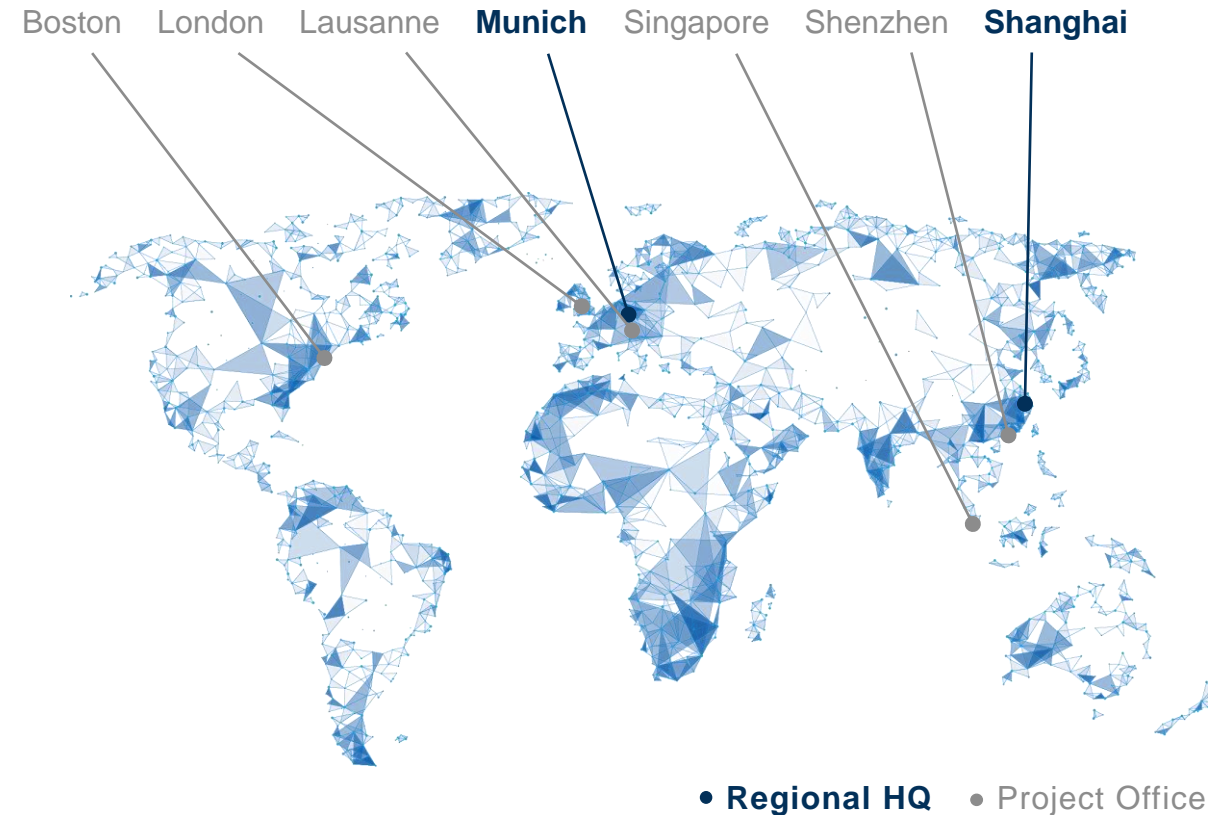 Boston London Lausanne Munich Singapore Shenzhen Shanghai
Regional HQ Project Office